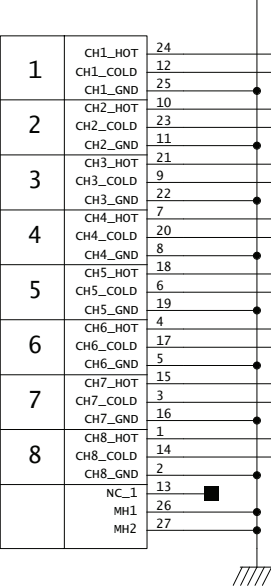 CH1_HOT 24
1 CH1_COLD 12
CH1_GND 25
CH2_HOT 10
2 CH2_COLD 23
CH2_GND 11
CH3_HOT 21
3 CH3_COLD 9
CH3_GND 22
CH4_HOT 7
4 CH4_COLD 20
CH4_GND 8
CH5_HOT 18
5 CH5_COLD 6
CH5_GND 19
CH6_HOT 4
6 CH6_COLD 17
CH6_GND 5
CH7_HOT 15
7 CH7_COLD 3
CH7_GND 16
CH8_HOT 1
8 CH8_COLD 14
CH8_GND 2
NC_1 13
MH1 26
MH2 27